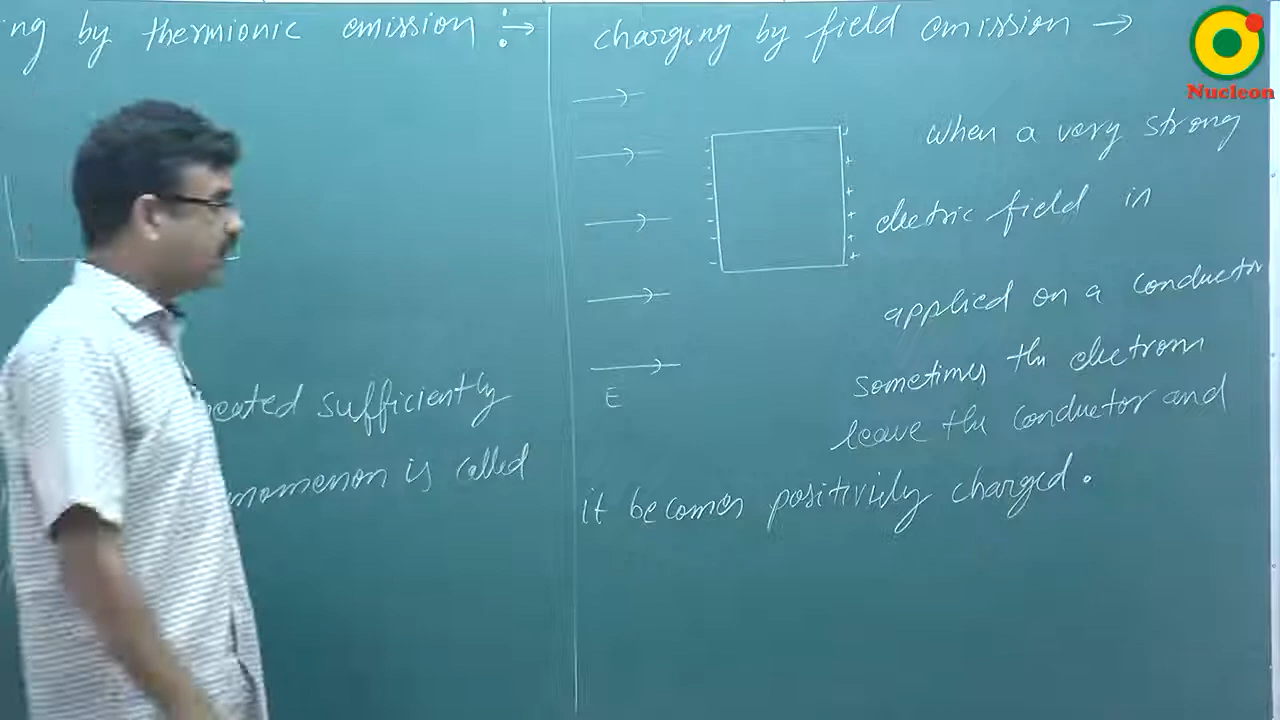 ng by thermionic emission :→
heated sufficiently
nomenon is called
charging by field emission →
when a very strong
electric field in
applied on a conductor
sometimes the electrons
leave the conductor and
it becomes positively charged.
E
Nucleon